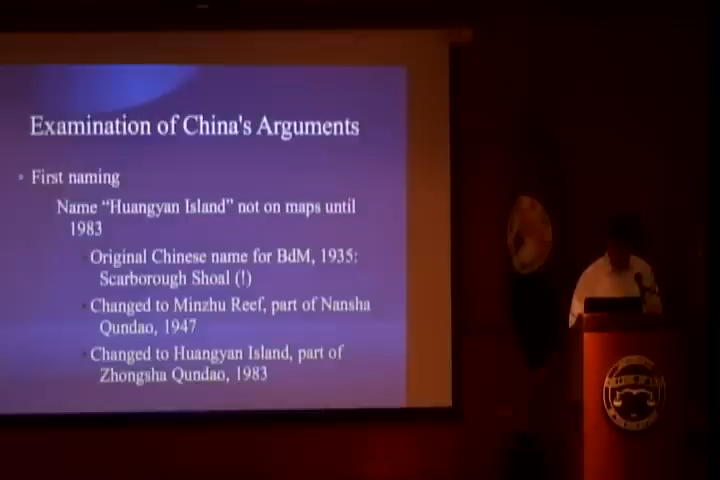 Examination of China's Arguments
First naming
Name “Huangyan Island” not on maps until
1983
Original Chinese name for BdM, 1935:
Scarborough Shoal (!)
Changed to Minzhu Reef, part of Nansha
Qundao, 1947
Changed to Huangyan Island, part of
Zhongsha Qundao, 1983